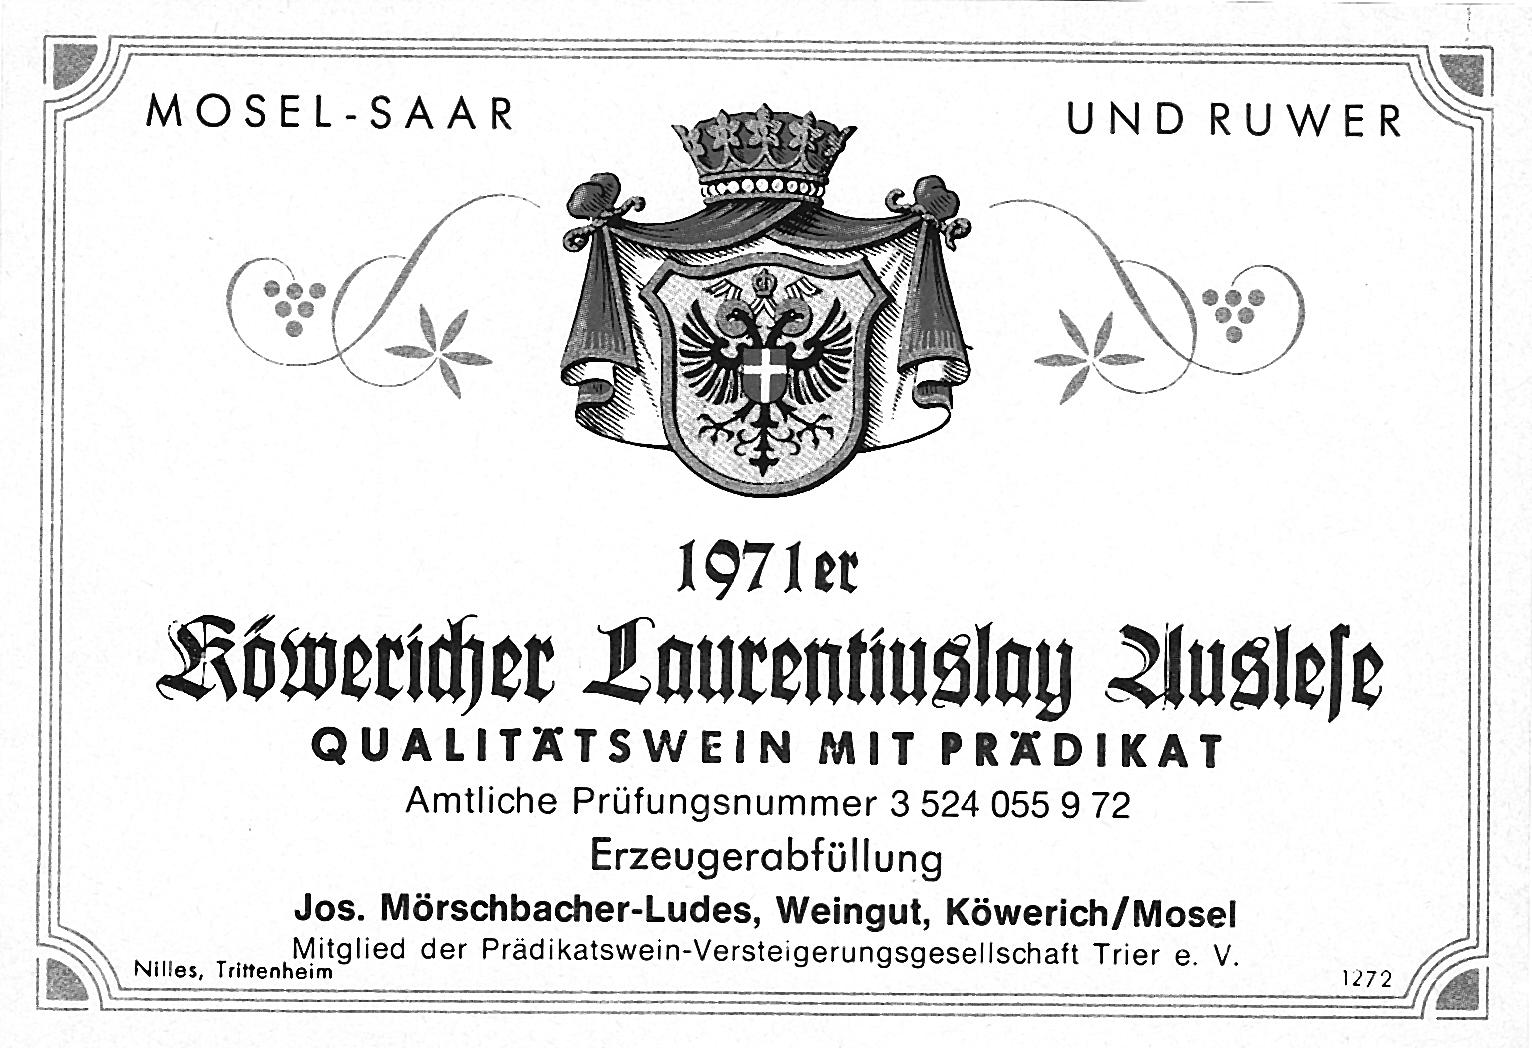 MOSEL-SAAR UND RUWER
1971er
Köwericher Laurentiuslay Auslese
QUALITÄTSWEIN MIT PRÄDIKAT
Amtliche Prüfungsnummer 3 524 055 9 72
Erzeugerabfüllung
Jos. Mörschbacher-Ludes, Weingut, Köwerich/Mosel
Mitglied der Prädikatswein-Versteigerungsgesellschaft Trier e. V.
Nilles, Trittenheim
1272